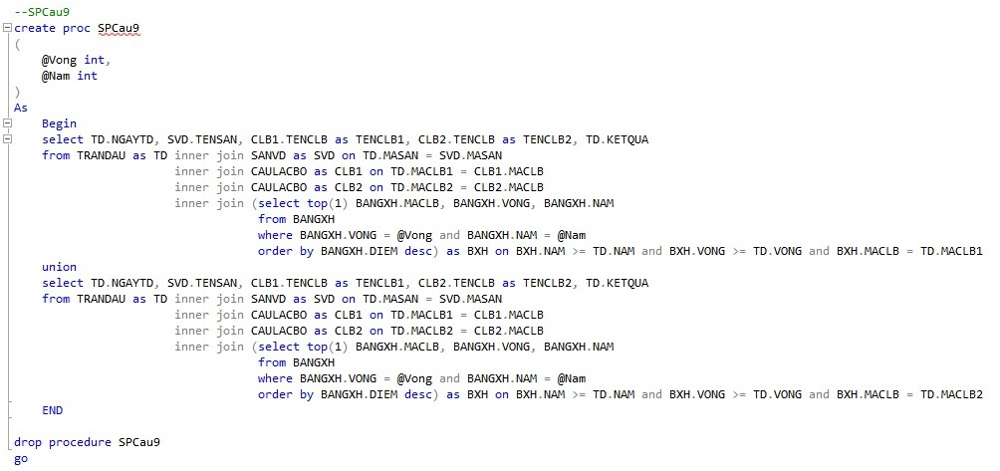 --SPCau9
create proc SPCau9
(
    @Vong int,
    @Nam int
)
As
    Begin
    select TD.NGAYTD, SVD.TENSAN, CLB1.TENCLB as TENCLB1, CLB2.TENCLB as TENCLB2, TD.KETQUA
    from TRANDAU as TD inner join SANVD as SVD on TD.MASAN = SVD.MASAN
                       inner join CAULACBO as CLB1 on TD.MACLB1 = CLB1.MACLB
                       inner join CAULACBO as CLB2 on TD.MACLB2 = CLB2.MACLB
                       inner join (select top(1) BANGXH.MACLB, BANGXH.VONG, BANGXH.NAM
                                   from BANGXH
                                   where BANGXH.VONG = @Vong and BANGXH.NAM = @Nam
                                   order by BANGXH.DIEM desc) as BXH on BXH.NAM >= TD.NAM and BXH.VONG >= TD.VONG and BXH.MACLB = TD.MACLB1
    union
    select TD.NGAYTD, SVD.TENSAN, CLB1.TENCLB as TENCLB1, CLB2.TENCLB as TENCLB2, TD.KETQUA
    from TRANDAU as TD inner join SANVD as SVD on TD.MASAN = SVD.MASAN
                       inner join CAULACBO as CLB1 on TD.MACLB1 = CLB1.MACLB
                       inner join CAULACBO as CLB2 on TD.MACLB2 = CLB2.MACLB
                       inner join (select top(1) BANGXH.MACLB, BANGXH.VONG, BANGXH.NAM
                                   from BANGXH
                                   where BANGXH.VONG = @Vong and BANGXH.NAM = @Nam
                                   order by BANGXH.DIEM desc) as BXH on BXH.NAM >= TD.NAM and BXH.VONG >= TD.VONG and BXH.MACLB = TD.MACLB2
    END
drop procedure SPCau9
go